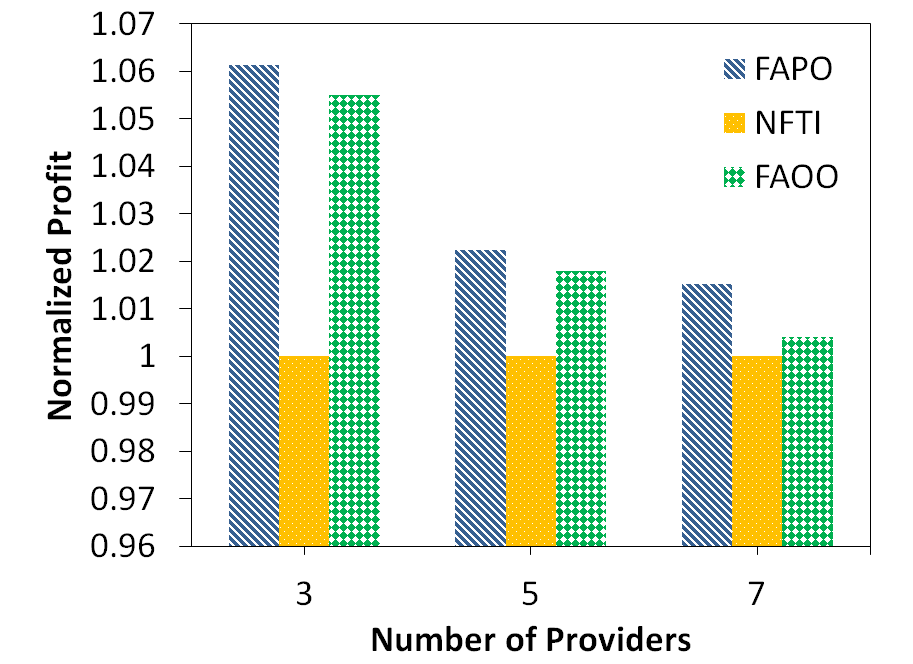 1.07
1.06
1.05
1.04
1.03
1.02
1.01
1
0.99
0.98
0.97
0.96
Normalized Profit
FAPO
NFTI
FAOO
3 5 7
Number of Providers